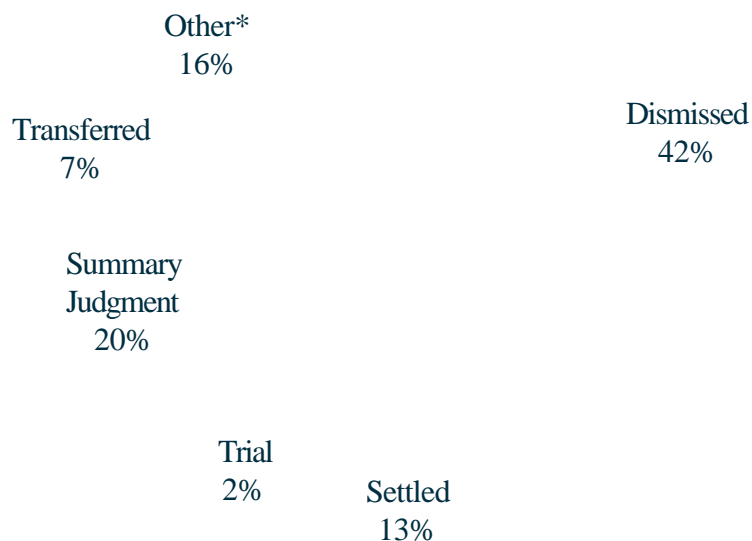 Other*
16%
Dismissed
42%
Transferred
7%
Summary
Judgment
20%
Trial
2%
Settled
13%